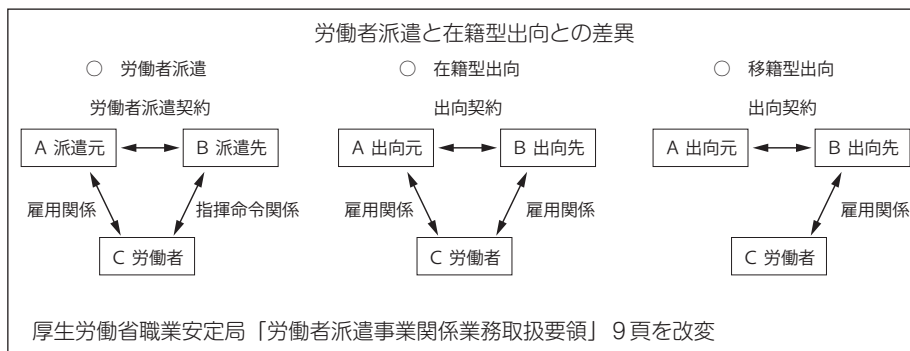 労働者派遣と在籍型出向との差異
○ 労働者派遣
○ 在籍型出向
○ 移籍型出向
労働者派遣契約
出向契約
出向契約
A 派遣元
B 派遣先
A 出向元
B 出向先
A 出向元
B 出向先
雇用関係
指揮命令関係
雇用関係
雇用関係
雇用関係
C 労働者
C 労働者
C 労働者
厚生労働省職業安定局「労働者派遣事業関係業務取扱要領」9頁を改変